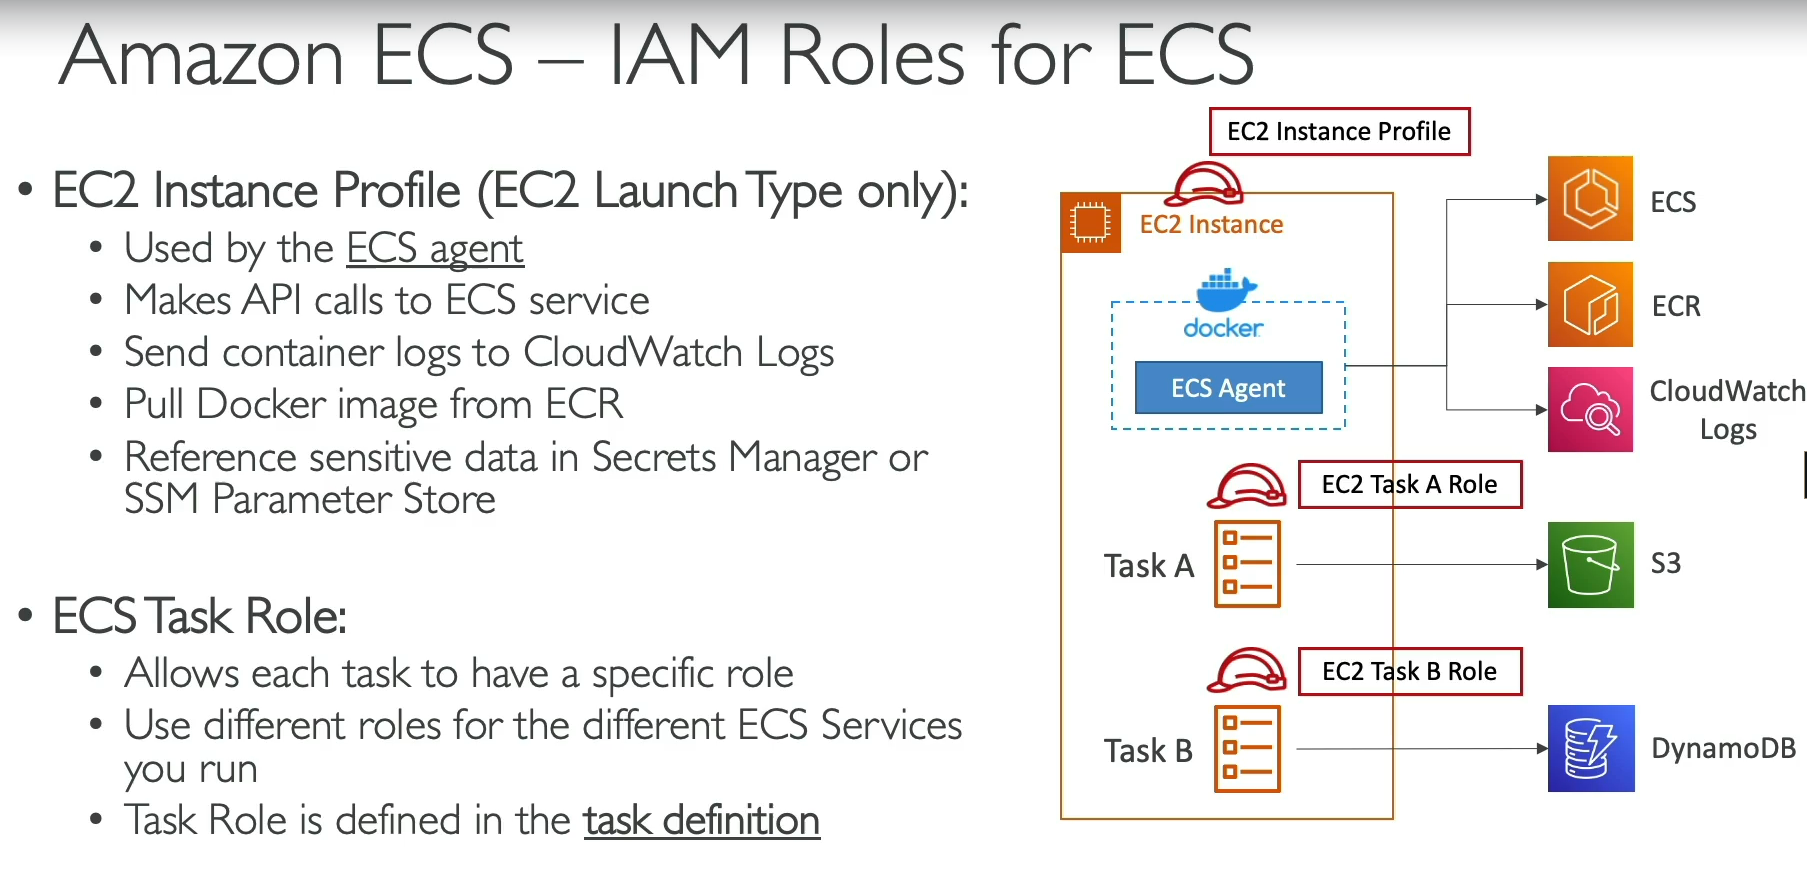 Amazon ECS – IAM Roles for ECS
• EC2 Instance Profile (EC2 Launch Type only):
• Used by the ECS agent
• Makes API calls to ECS service
• Send container logs to CloudWatch Logs
• Pull Docker image from ECR
• Reference sensitive data in Secrets Manager or
SSM Parameter Store
• ECS Task Role:
• Allows each task to have a specific role
• Use different roles for the different ECS Services
you run
• Task Role is defined in the task definition
EC2 Instance Profile
EC2 Instance
docker
ECS Agent
ECS
ECR
CloudWatch
Logs
EC2 Task A Role
Task A
S3
EC2 Task B Role
Task B
DynamoDB